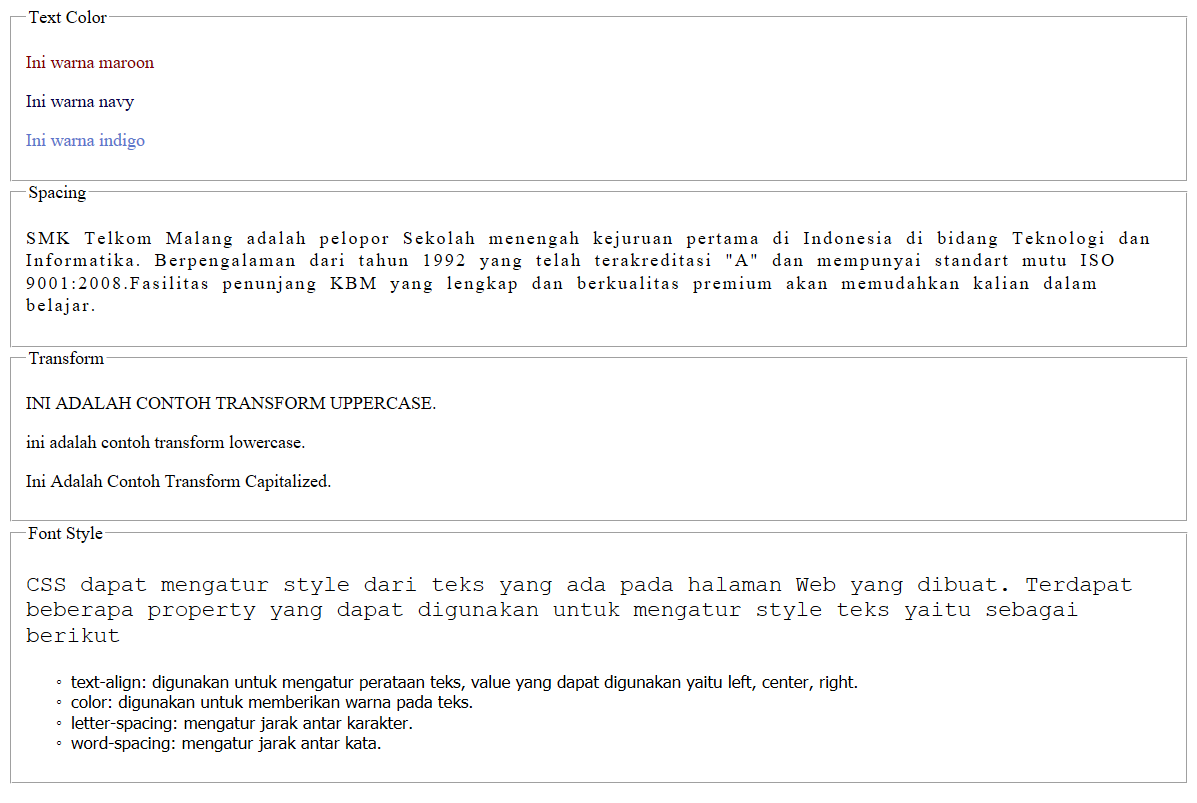 Text Color
Ini warna maroon
Ini warna navy
Ini warna indigo
Spacing
SMK Telkom Malang adalah pelopor Sekolah menengah kejuruan pertama di Indonesia di bidang Teknologi dan
Informatika. Berpengalaman dari tahun 1992 yang telah terakreditasi "A" dan mempunyai standart mutu ISO
9001:2008.Fasilitas penunjang KBM yang lengkap dan berkualitas premium akan memudahkan kalian dalam
belajar.
Transform
INI ADALAH CONTOH TRANSFORM UPPERCASE.
ini adalah contoh transform lowercase.
Ini Adalah Contoh Transform Capitalized.
Font Style
CSS dapat mengatur style dari teks yang ada pada halaman Web yang dibuat. Terdapat
beberapa property yang dapat digunakan untuk mengatur style teks yaitu sebagai
berikut
◦ text-align: digunakan untuk mengatur perataan teks, value yang dapat digunakan yaitu left, center, right.
◦ color: digunakan untuk memberikan warna pada teks.
◦ letter-spacing: mengatur jarak antar karakter.
◦ word-spacing: mengatur jarak antar kata.